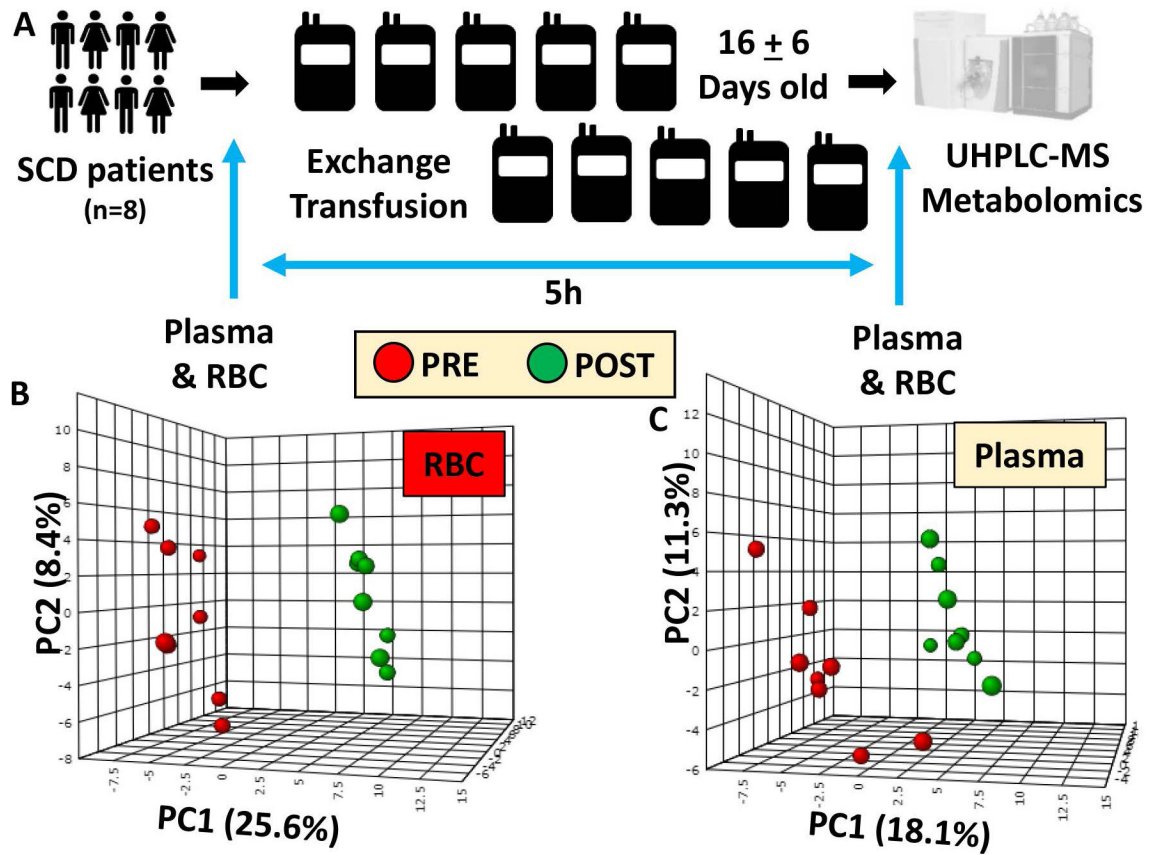 A
SCD patients
(n=8)
Exchange
Transfusion
16 ± 6
Days old
UHPLC-MS
Metabolomics
5h
Plasma
& RBC
Plasma
& RBC
PRE
POST
B
RBC
PC2 (8.4%)
10
8
6
4
2
0
-2
-4
-6
-8
-7.5
-5
-2.5
0
2.5
5
7.5
10
12.5
15
PC1 (25.6%)
C
Plasma
PC2 (11.3%)
12
10
8
6
4
2
0
-2
-4
-6
-7.5
-5
-2.5
0
2.5
5
7.5
10
12.5
15
PC1 (18.1%)